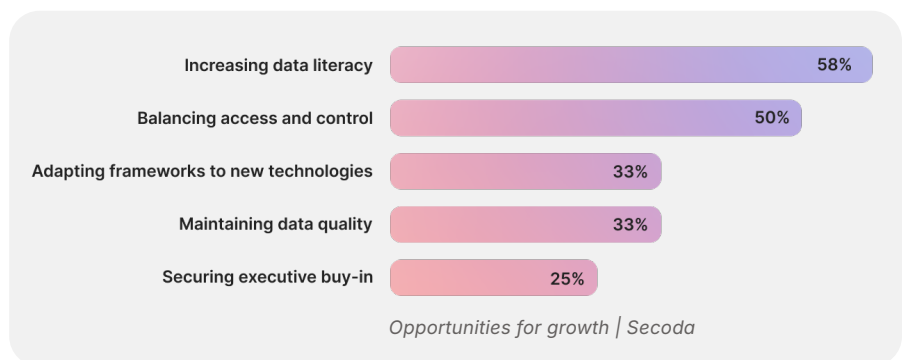 Increasing data literacy 58%
Balancing access and control 50%
Adapting frameworks to new technologies 33%
Maintaining data quality 33%
Securing executive buy-in 25%
Opportunities for growth | Secoda